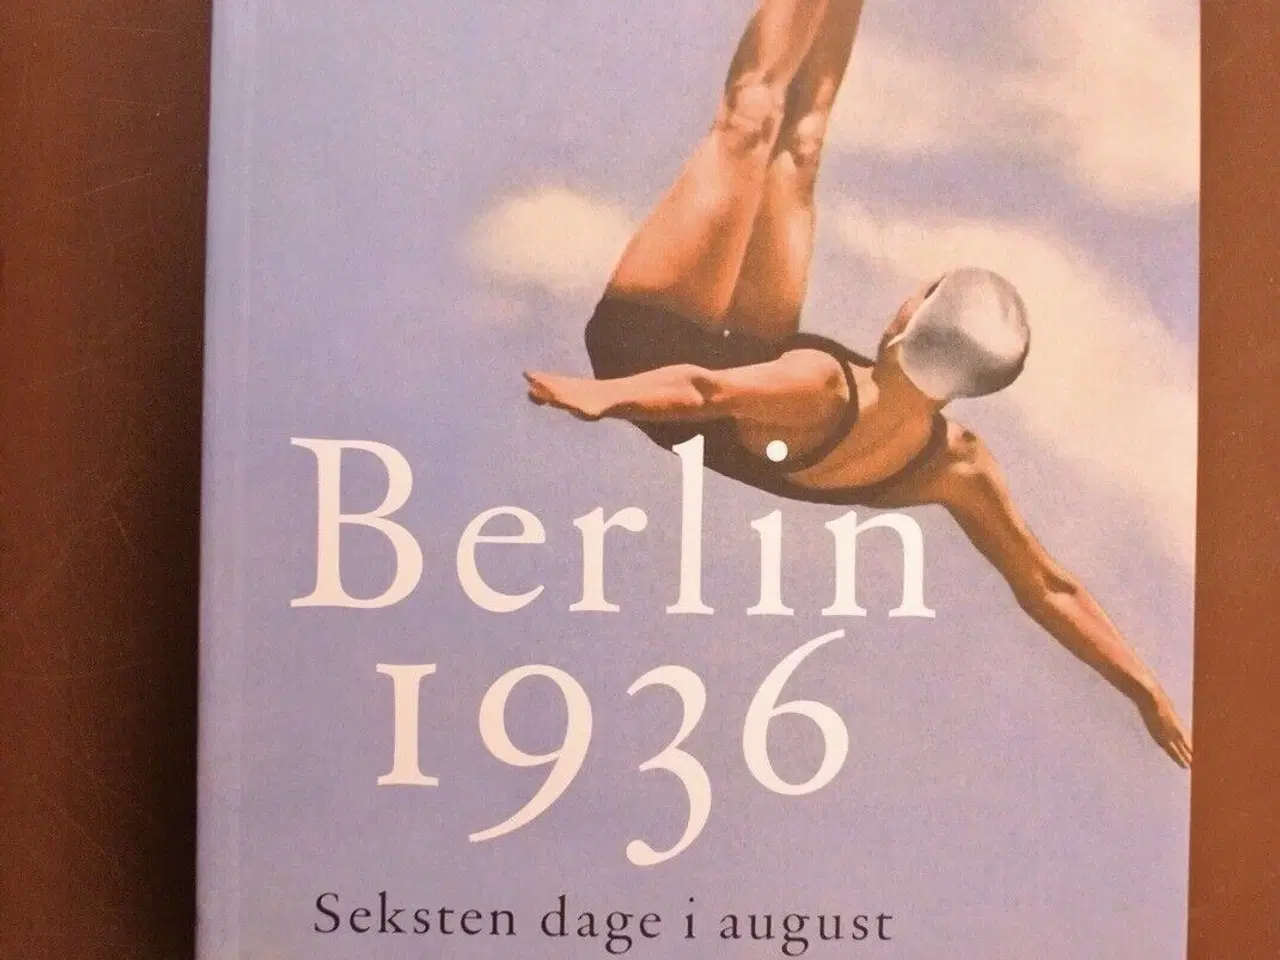 Berlin
1936
Seksten dage i august